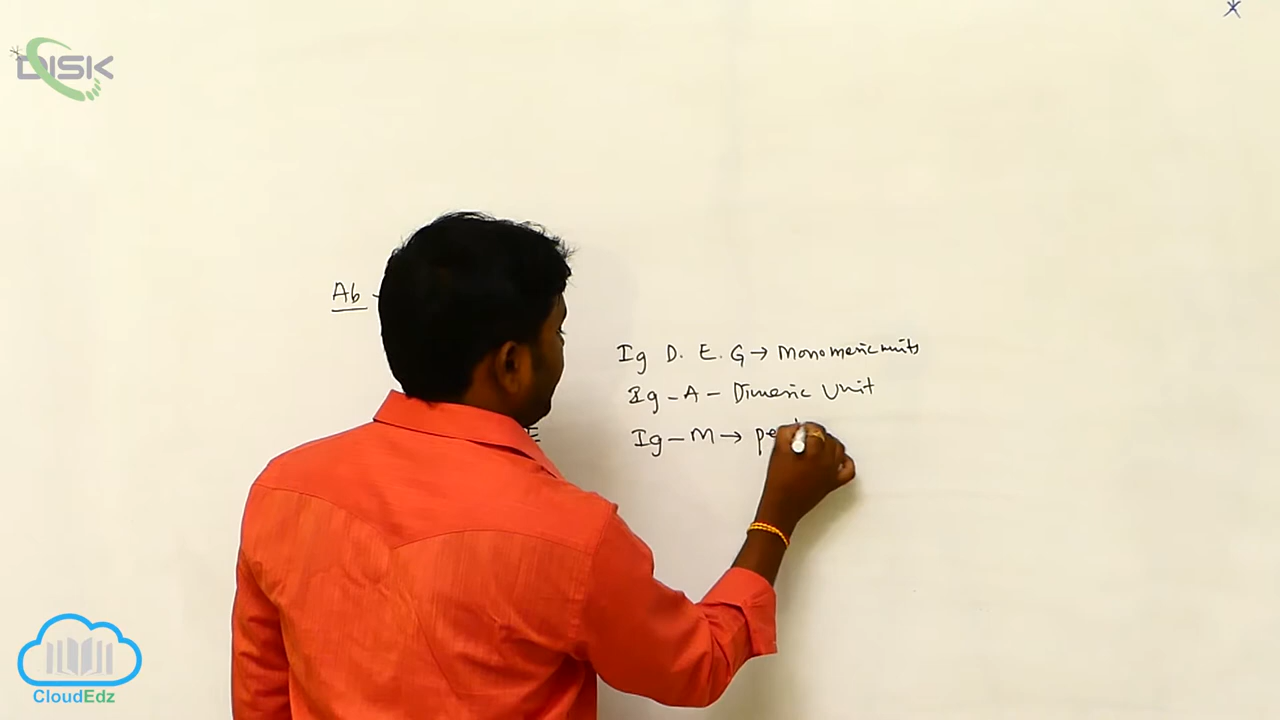 DISK
Ab -
Ig D. E. G → Monomeric units
Ig - A - Dimeric Unit
Ig - M → pe
E
CloudEdz